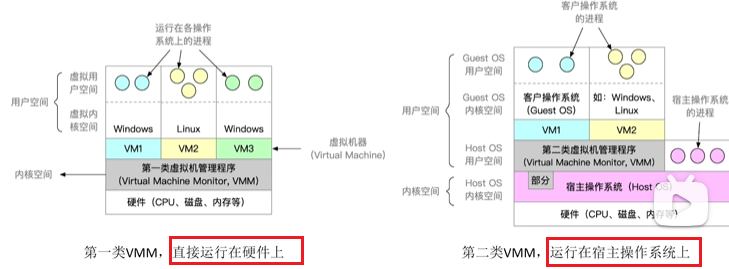 运行在各操作
系统上的进程
虚拟用
户空间
用户空间
虚拟内
核空间
Windows
Linux
Windows
VM1
VM2
VM3
虚拟机器
(Virtual Machine)
第一类虚拟机管理程序
(Virtual Machine Monitor, VMM)
内核空间
硬件（CPU、磁盘、内存等）
第一类VMM，直接运行在硬件上
客户操作系统
的进程
Guest OS
用户空间
用户空间
Guest OS
内核空间
客户操作系统
(Guest OS)
如：Windows、
Linux
宿主操作系统
的进程
VM1
VM2
Host OS
用户空间
第二类虚拟机管理程序
(Virtual Machine Monitor, VMM)
内核空间
Host OS
内核空间
部分
宿主操作系统（Host OS）
硬件（CPU、磁盘、内存等）
第二类VMM，运行在宿主操作系统上